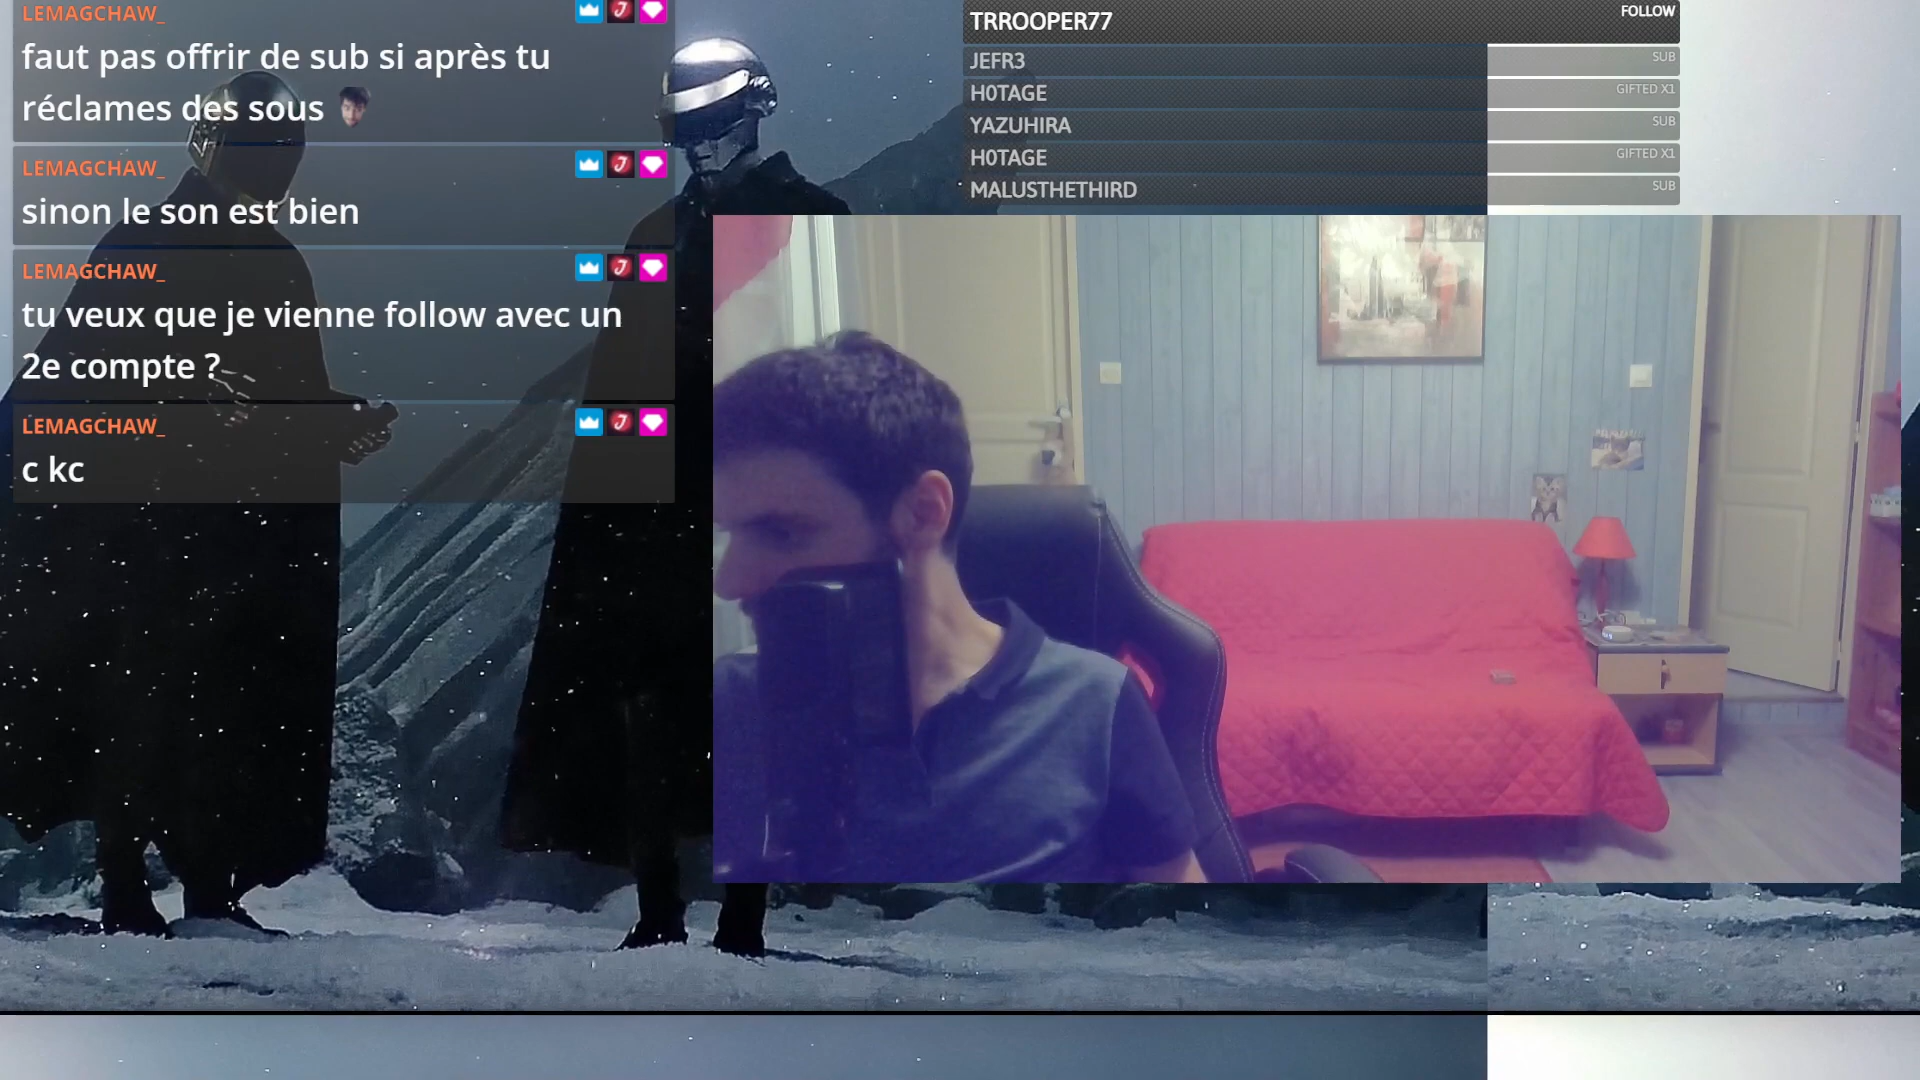 LEMAGCHAW_
faut pas offrir de sub si après tu
réclames des sous
LEMAGCHAW_
sinon le son est bien
LEMAGCHAW_
tu veux que je vienne follow avec un
2e compte ?
LEMAGCHAW_
c kc
TRROOPER77 FOLLOW
JEFR3 SUB
H0TAGE GIFTED X1
YAZUHIRA SUB
H0TAGE GIFTED X1
MALUSTHETHIRD SUB